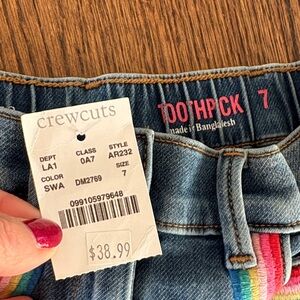 crewcuts
DEPT CLASS STYLE
LA1 0A7 AR232
COLOR SIZE
SWA DM2769 7
099105979648
$38.99
TOOTHPICK 7
made in Bangladesh